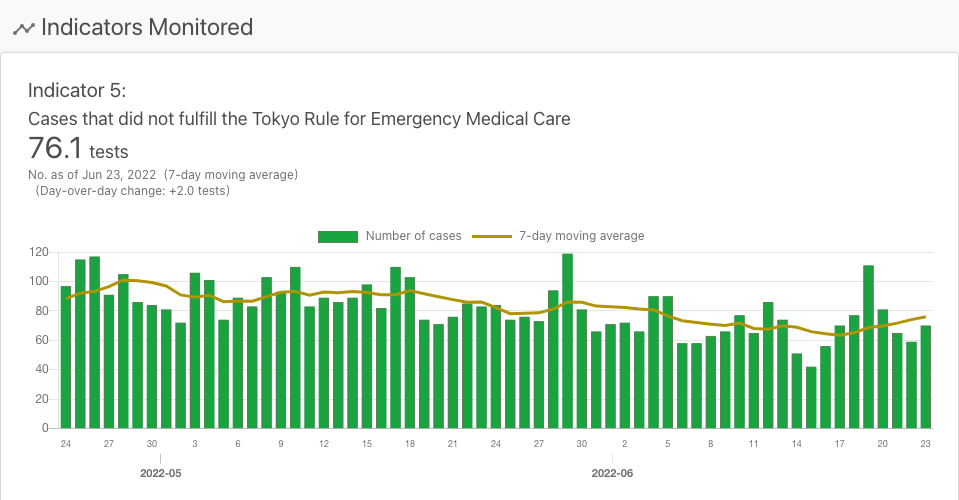 Indicators Monitored
Indicator 5:
Cases that did not fulfill the Tokyo Rule for Emergency Medical Care
76.1 tests
No. as of Jun 23, 2022 (7-day moving average)
(Day-over-day change: +2.0 tests)
Number of cases 7-day moving average
120
100
80
60
40
20
0
24 27 30 3 6 9 12 15 18 21 24 27 30 2 5 8 11 14 17 20 23
2022-05 2022-06